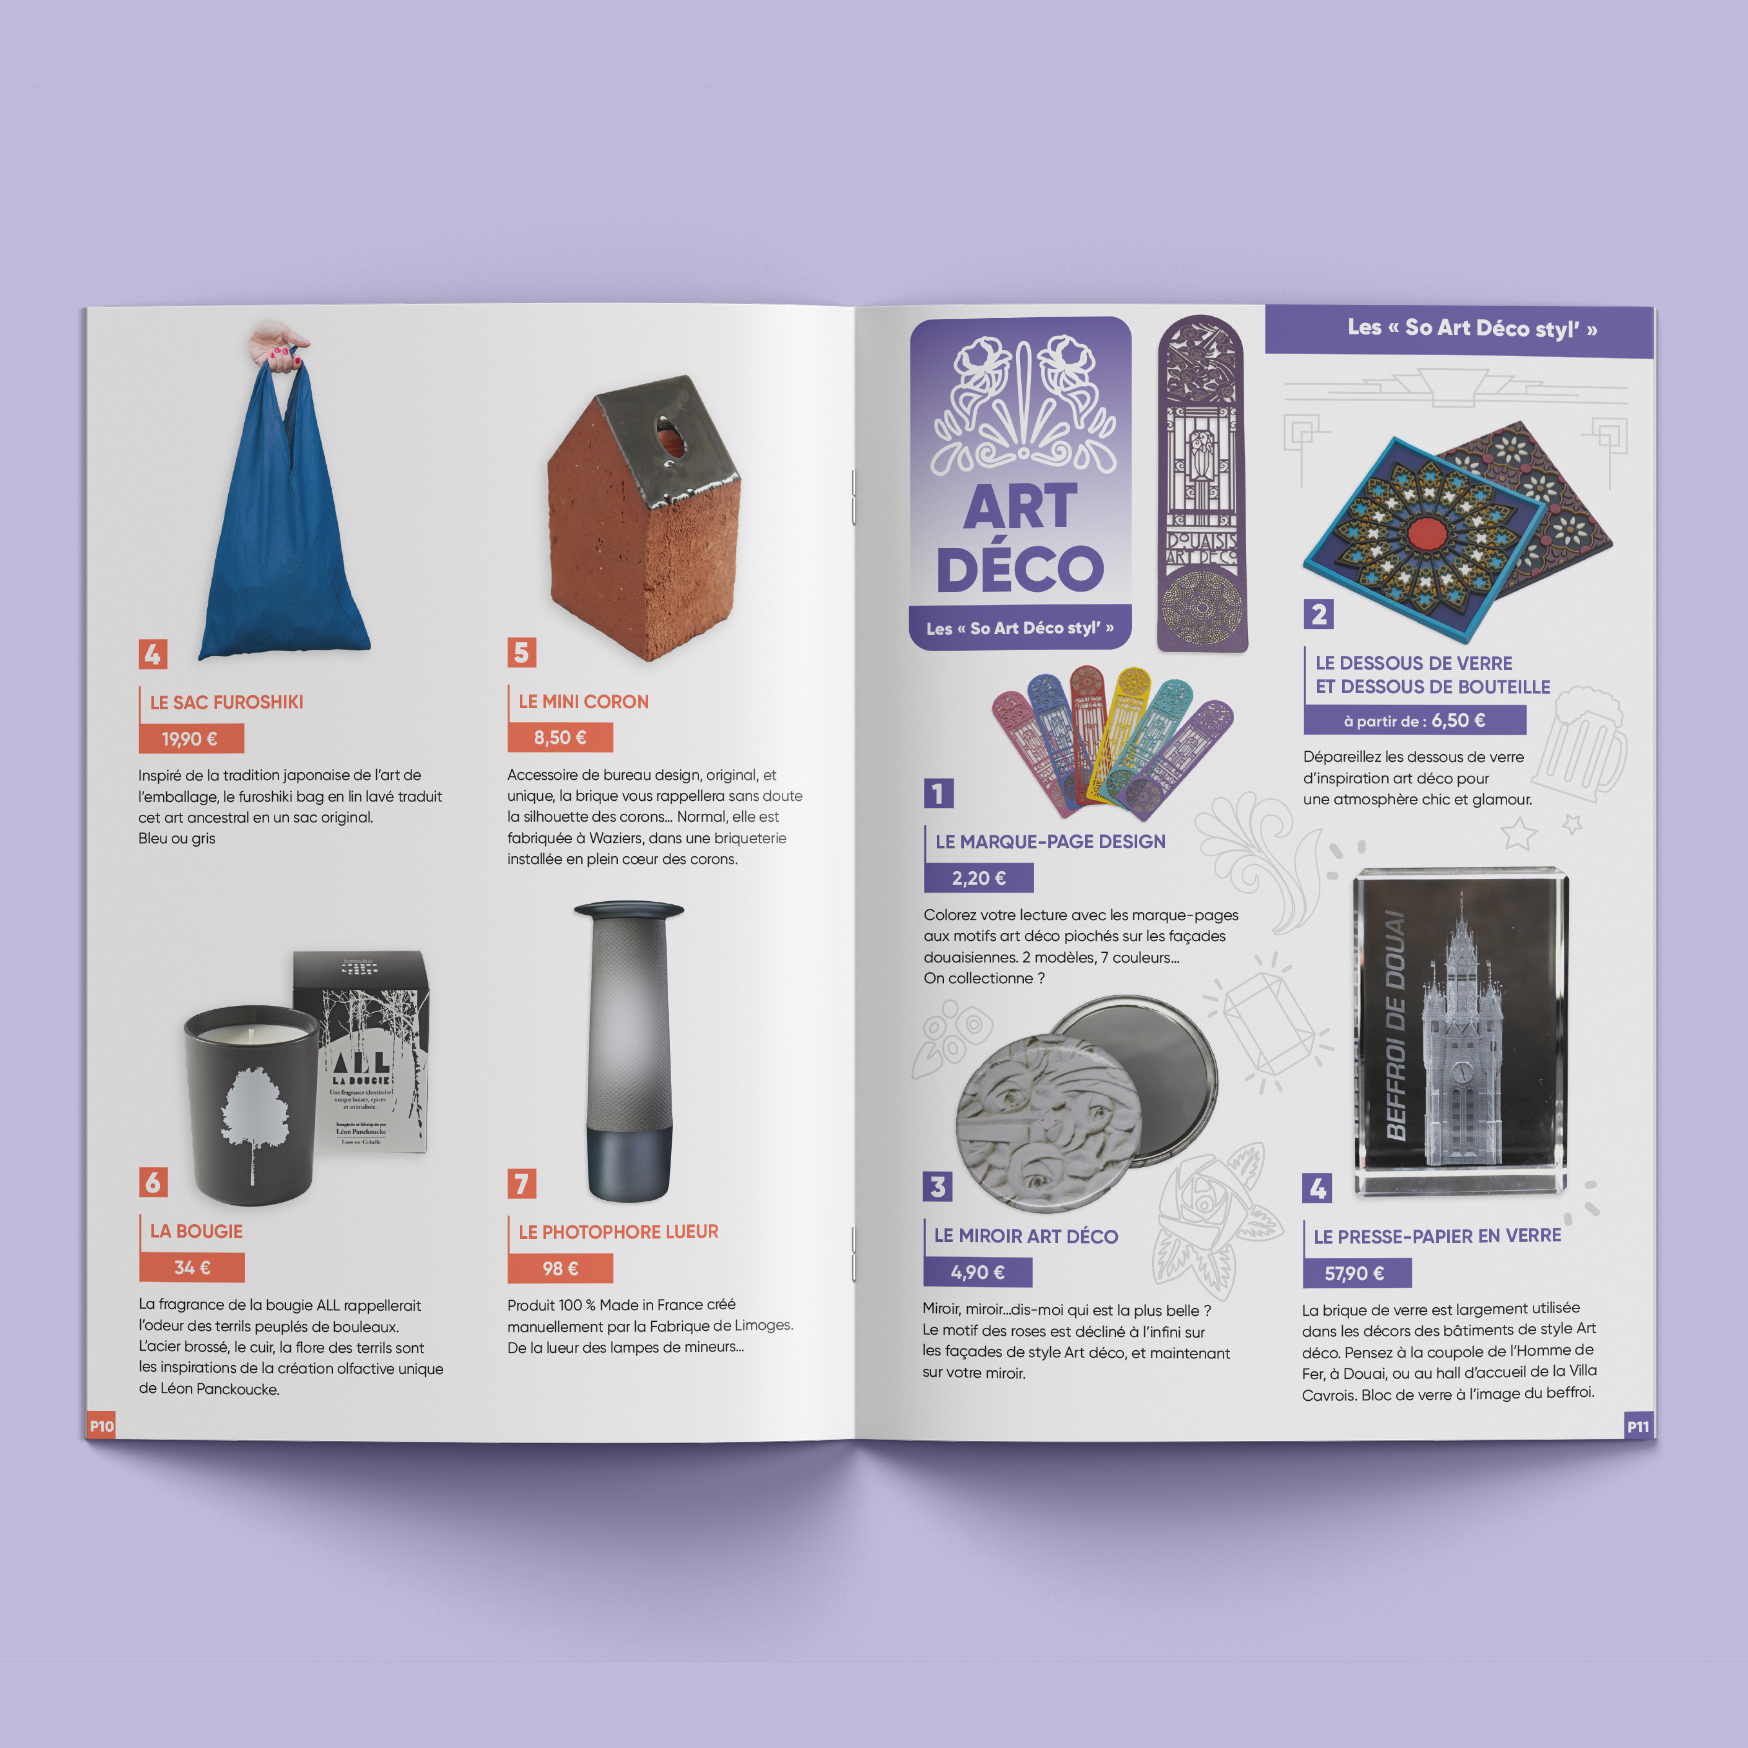 4
LE SAC FUROSHIKI
19,90 €
Inspiré de la tradition japonaise de l'art de
l'emballage, le furoshiki bag en lin lavé traduit
cet art ancestral en un sac original.
Bleu ou gris
5
LE MINI CORON
8,50 €
Accessoire de bureau design, original, et
unique, la brique vous rappellera sans doute
la silhouette des corons... Normal, elle est
fabriquée à Waziers, dans une briqueterie
installée en plein cœur des corons.
ALL
LA BOUGIE
Une fragrance identitaire
unique boisée, épicée
et animalisée.
Imaginée et fabriquée par
Léon Panckoucke
6
LA BOUGIE
34 €
La fragrance de la bougie ALL rappellerait
l'odeur des terrils peuplés de bouleaux.
L'acier brossé, le cuir, la flore des terrils sont
les inspirations de la création olfactive unique
de Léon Panckoucke.
7
LE PHOTOPHORE LUEUR
98 €
Produit 100 % Made in France créé
manuellement par la Fabrique de Limoges.
De la lueur des lampes de mineurs...
P10
Les « So Art Déco styl' »
ART
DÉCO
Les « So Art Déco styl' »
DOUAISIS
ART DECO
1
LE MARQUE-PAGE DESIGN
2,20 €
Colorez votre lecture avec les marque-pages
aux motifs art déco piochés sur les façades
douaisiennes. 2 modèles, 7 couleurs...
On collectionne ?
2
LE DESSOUS DE VERRE
ET DESSOUS DE BOUTEILLE
à partir de : 6,50 €
Dépareillez les dessous de verre
d'inspiration art déco pour
une atmosphère chic et glamour.
3
LE MIROIR ART DÉCO
4,90 €
Miroir, miroir...dis-moi qui est la plus belle ?
Le motif des roses est décliné à l'infini sur
les façades de style Art déco, et maintenant
sur votre miroir.
BEFFROI DE DOUAI
4
LE PRESSE-PAPIER EN VERRE
57,90 €
La brique de verre est largement utilisée
dans les décors des bâtiments de style Art
déco. Pensez à la coupole de l'Homme de
Fer, à Douai, ou au hall d'accueil de la Villa
Cavrois. Bloc de verre à l'image du beffroi.
P11